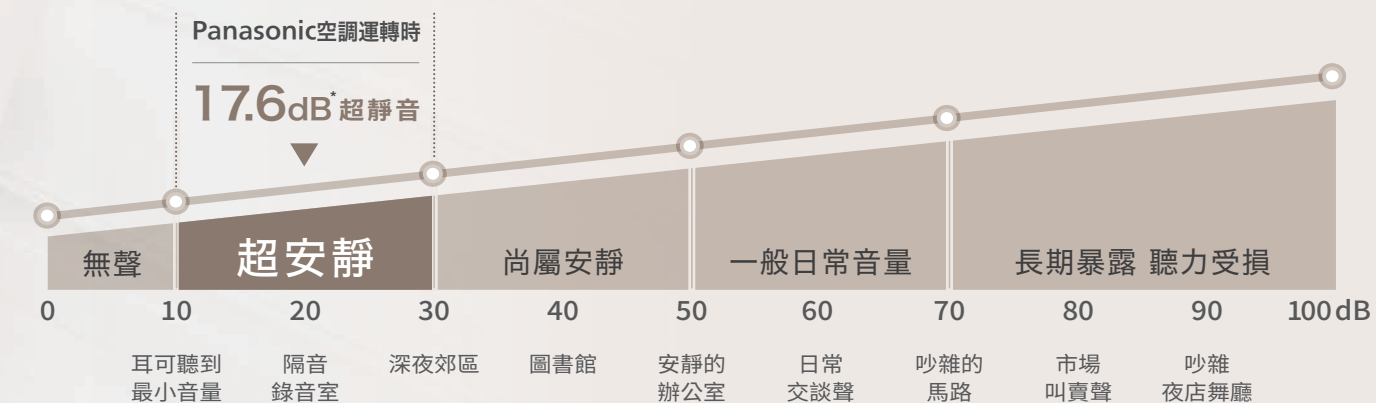 Panasonic空調運轉時
17.6dB*超靜音
無聲
超安靜
尚屬安靜
一般日常音量
長期暴露 聽力受損
0 10 20 30 40 50 60 70 80 90 100dB
耳可聽到
最小音量
隔音
錄音室
深夜郊區
圖書館
安靜的
辦公室
日常
交談聲
吵雜的
馬路
市場
叫賣聲
吵雜
夜店舞廳